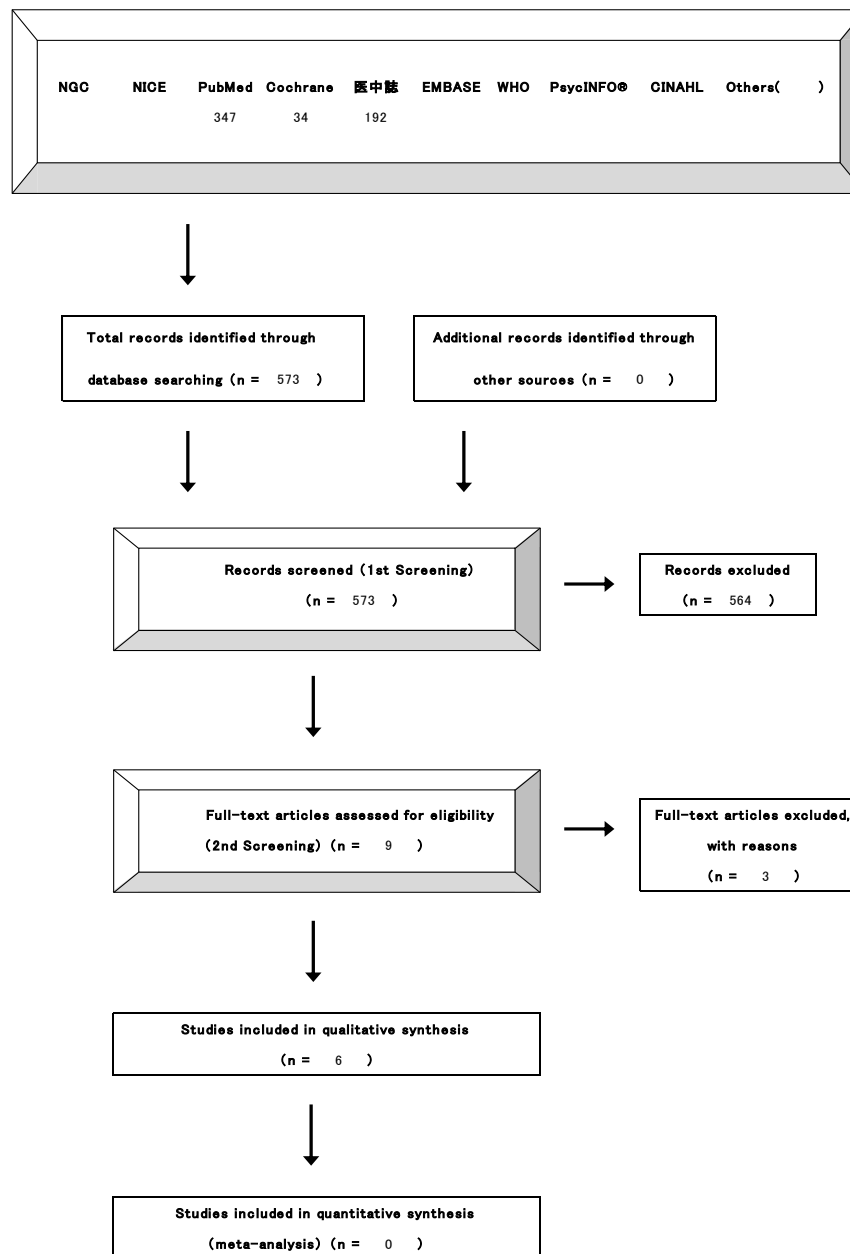 NGC NICE PubMed Cochrane 医中誌 EMBASE WHO PsycINFO® CINAHL Others( )
347 34 192
Total records identified through
database searching (n = 573 )
Additional records identified through
other sources (n = 0 )
Records screened (1st Screening)
(n = 573 )
Records excluded
(n = 564 )
Full-text articles assessed for eligibility
(2nd Screening) (n = 9 )
Full-text articles excluded,
with reasons
(n = 3 )
Studies included in qualitative synthesis
(n = 6 )
Studies included in quantitative synthesis
(meta-analysis) (n = 0 )